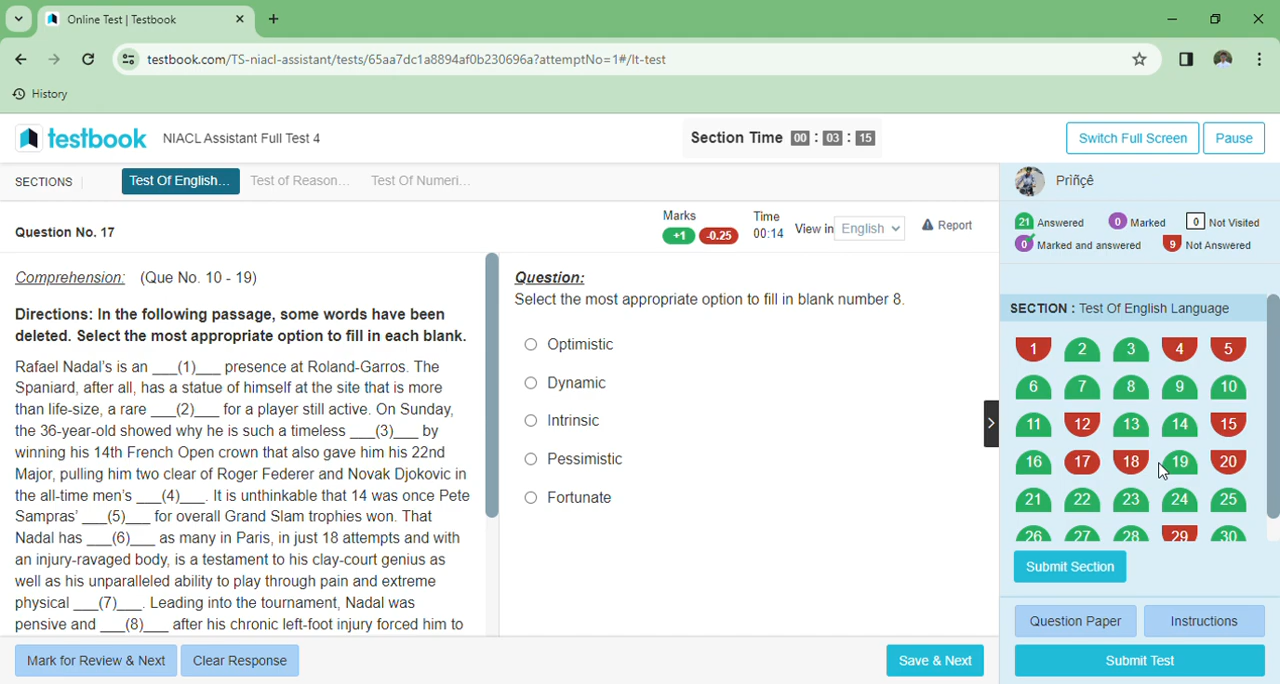 Online Test | Testbook
testbook.com/TS-niacl-assistant/tests/65aa7dc1a8894af0b230696a?attemptNo=1#/lt-test
History
testbook NIACL Assistant Full Test 4
Section Time 00 : 03 : 15
Switch Full Screen Pause
SECTIONS Test Of English... Test of Reason... Test Of Numeri...
Prïñçê
Question No. 17
Marks
+1 -0.25
Time
00:14
View in English
Report
21 Answered 0 Marked 0 Not Visited
0 Marked and answered 9 Not Answered
Comprehension: (Que No. 10 - 19)
Directions: In the following passage, some words have been
deleted. Select the most appropriate option to fill in each blank.
Rafael Nadal's is an ___(1)___ presence at Roland-Garros. The
Spaniard, after all, has a statue of himself at the site that is more
than life-size, a rare ___(2)___ for a player still active. On Sunday,
the 36-year-old showed why he is such a timeless ___(3)___ by
winning his 14th French Open crown that also gave him his 22nd
Major, pulling him two clear of Roger Federer and Novak Djokovic in
the all-time men's ___(4)___. It is unthinkable that 14 was once Pete
Sampras' ___(5)___ for overall Grand Slam trophies won. That
Nadal has ___(6)___ as many in Paris, in just 18 attempts and with
an injury-ravaged body, is a testament to his clay-court genius as
well as his unparalleled ability to play through pain and extreme
physical ___(7)___. Leading into the tournament, Nadal was
pensive and ___(8)___ after his chronic left-foot injury forced him to
Question:
Select the most appropriate option to fill in blank number 8.
Optimistic
Dynamic
Intrinsic
Pessimistic
Fortunate
SECTION : Test Of English Language
1 2 3 4 5
6 7 8 9 10
11 12 13 14 15
16 17 18 19 20
21 22 23 24 25
26 27 28 29 30
Submit Section
Question Paper Instructions
Mark for Review & Next Clear Response Save & Next
Submit Test